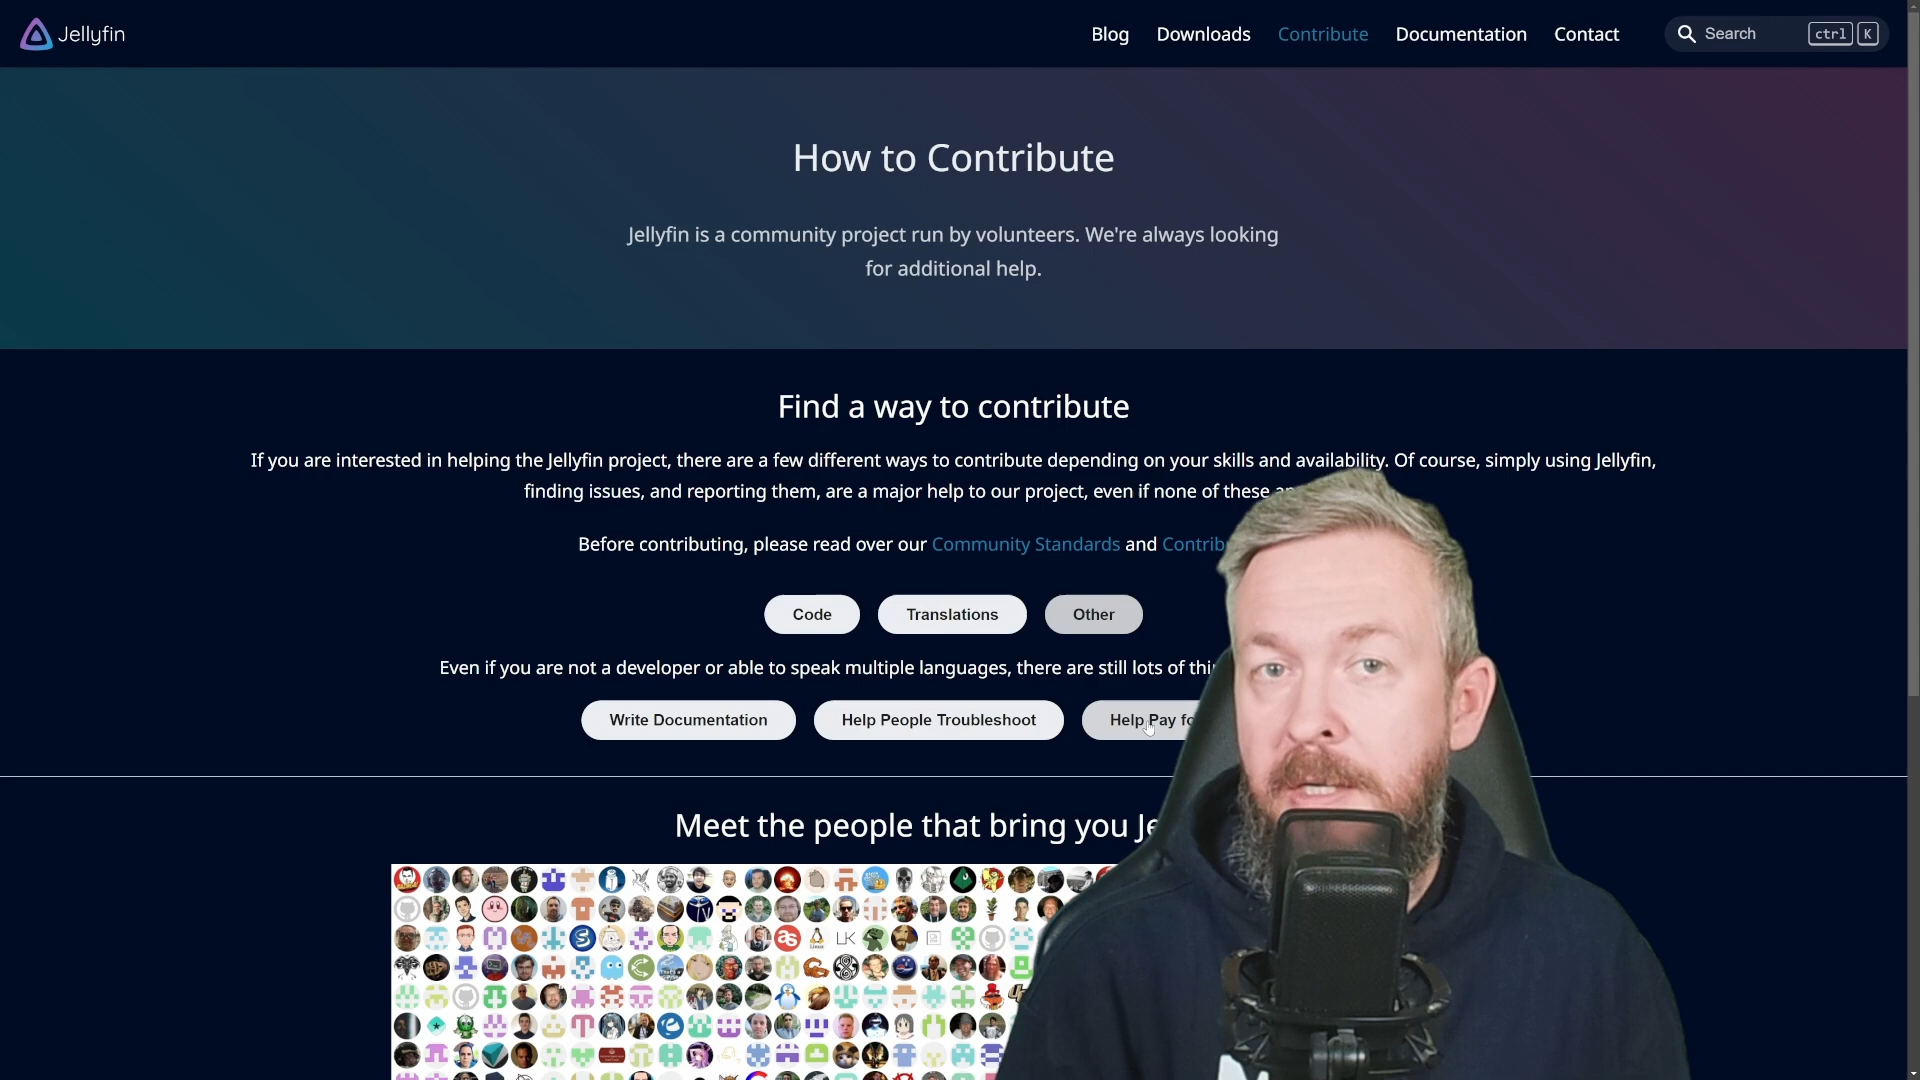 Jellyfin
Blog Downloads Contribute Documentation Contact Search ctrl K
How to Contribute
Jellyfin is a community project run by volunteers. We're always looking
for additional help.
Find a way to contribute
If you are interested in helping the Jellyfin project, there are a few different ways to contribute depending on your skills and availability. Of course, simply using Jellyfin,
finding issues, and reporting them, are a major help to our project, even if none of these
Before contributing, please read over our Community Standards and
Code Translations Other
Even if you are not a developer or able to speak multiple languages, there are still lots of
Write Documentation Help People Troubleshoot Help Pay
Meet the people that bring you